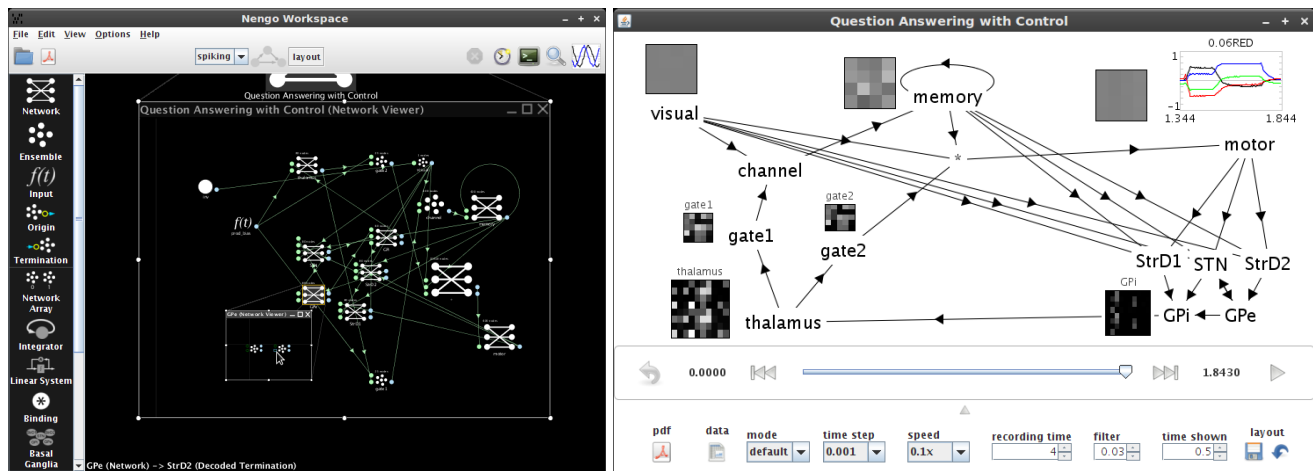 Nengo Workspace
File Edit View Options Help
spiking
layout
Network
Ensemble
f(t)
Input
Origin
Termination
Network
Array
Integrator
Linear System
Binding
Basal
Ganglia
Question Answering with Control
Question Answering with Control (Network Viewer)
f(t)
channel
memory
motor
gate1
GPe (Network Viewer)
GPe (Network) -> StrD2 (Decoded Termination)
Question Answering with Control
0.06RED
1
-1
1.344 1.844
visual
memory
motor
channel
*
gate1
gate2
gate1
gate2
StrD1
STN
StrD2
thalamus
GPi
thalamus
GPi
GPe
0.0000
1.8430
pdf data mode time step speed recording time filter time shown layout
default 0.001 0.1x 4 0.03 0.5